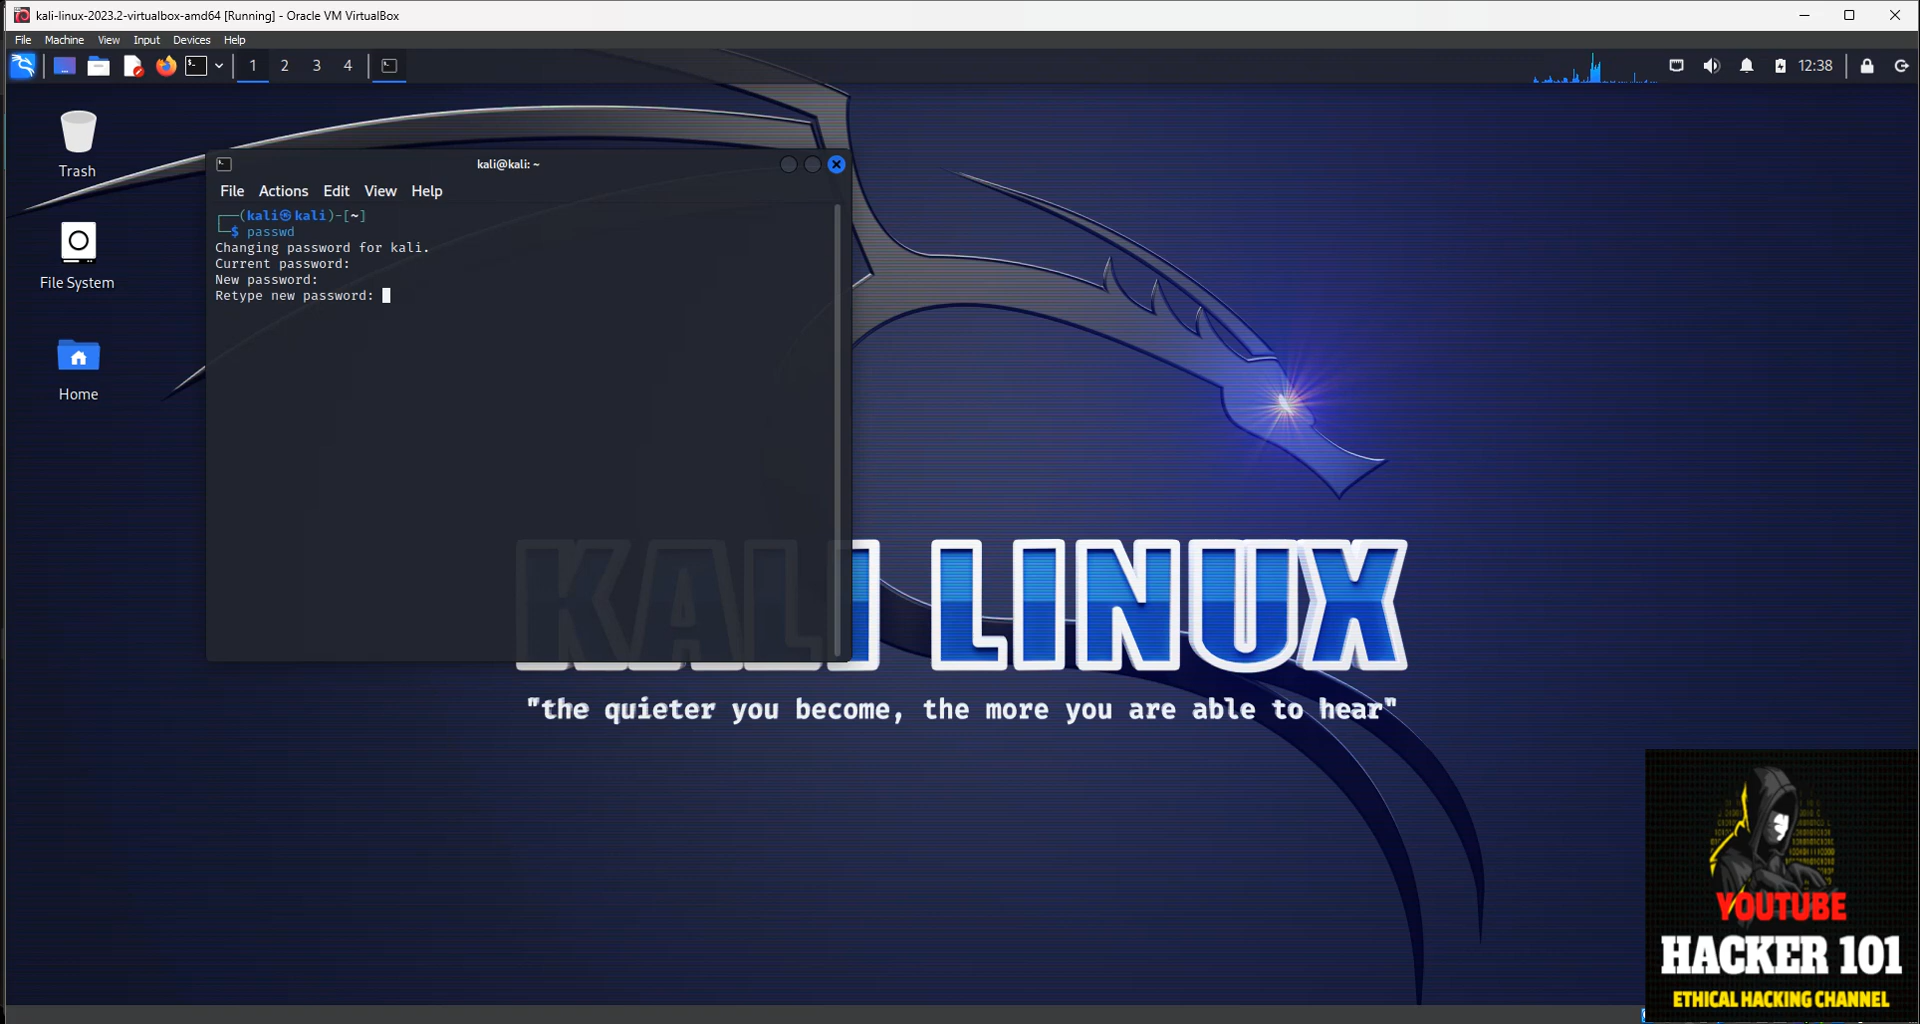 kali-linux-2023.2-virtualbox-amd64 [Running] - Oracle VM VirtualBox
File Machine View Input Devices Help
1 2 3 4
12:38
Trash
File System
Home
kali@kali: ~
File Actions Edit View Help
┌──(kali㉿kali)-[~]
└─$ passwd
Changing password for kali.
Current password:
New password:
Retype new password:
KALI LINUX
"the quieter you become, the more you are able to hear"
YOUTUBE
HACKER 101
ETHICAL HACKING CHANNEL